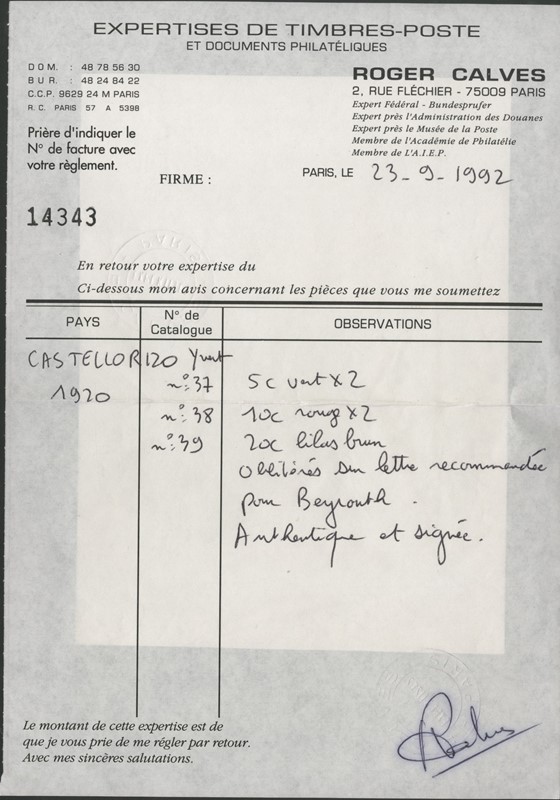 EXPERTISES DE TIMBRES-POSTE
ET DOCUMENTS PHILATÉLIQUES
DOM. : 48 78 56 30
BUR. : 48 24 84 22
C.C.P. 9629 24 M PARIS
R.C. PARIS 57 A 5398
ROGER CALVES
2, RUE FLÉCHIER - 75009 PARIS
Expert Fédéral - Bundesprufer
Expert près l'Administration des Douanes
Expert près le Musée de la Poste
Membre de l'Académie de Philatélie
Membre de L'A.I.E.P.
Prière d'indiquer le
N° de facture avec
votre règlement.
FIRME :
PARIS, LE 23-9-1992
14343
En retour votre expertise du
Ci-dessous mon avis concernant les pièces que vous me soumettez
PAYS
N° de
Catalogue
OBSERVATIONS
CASTELLORIZO Yvert
1920
n°:37 5c vert x2
n°:38 10c rouge x2
n°:39 20c lilas brun
Oblitérés sur lettre recommandée
pour Beyrouth.
Authentique et signée.
Le montant de cette expertise est de
que je vous prie de me régler par retour.
Avec mes sincères salutations.
Calves